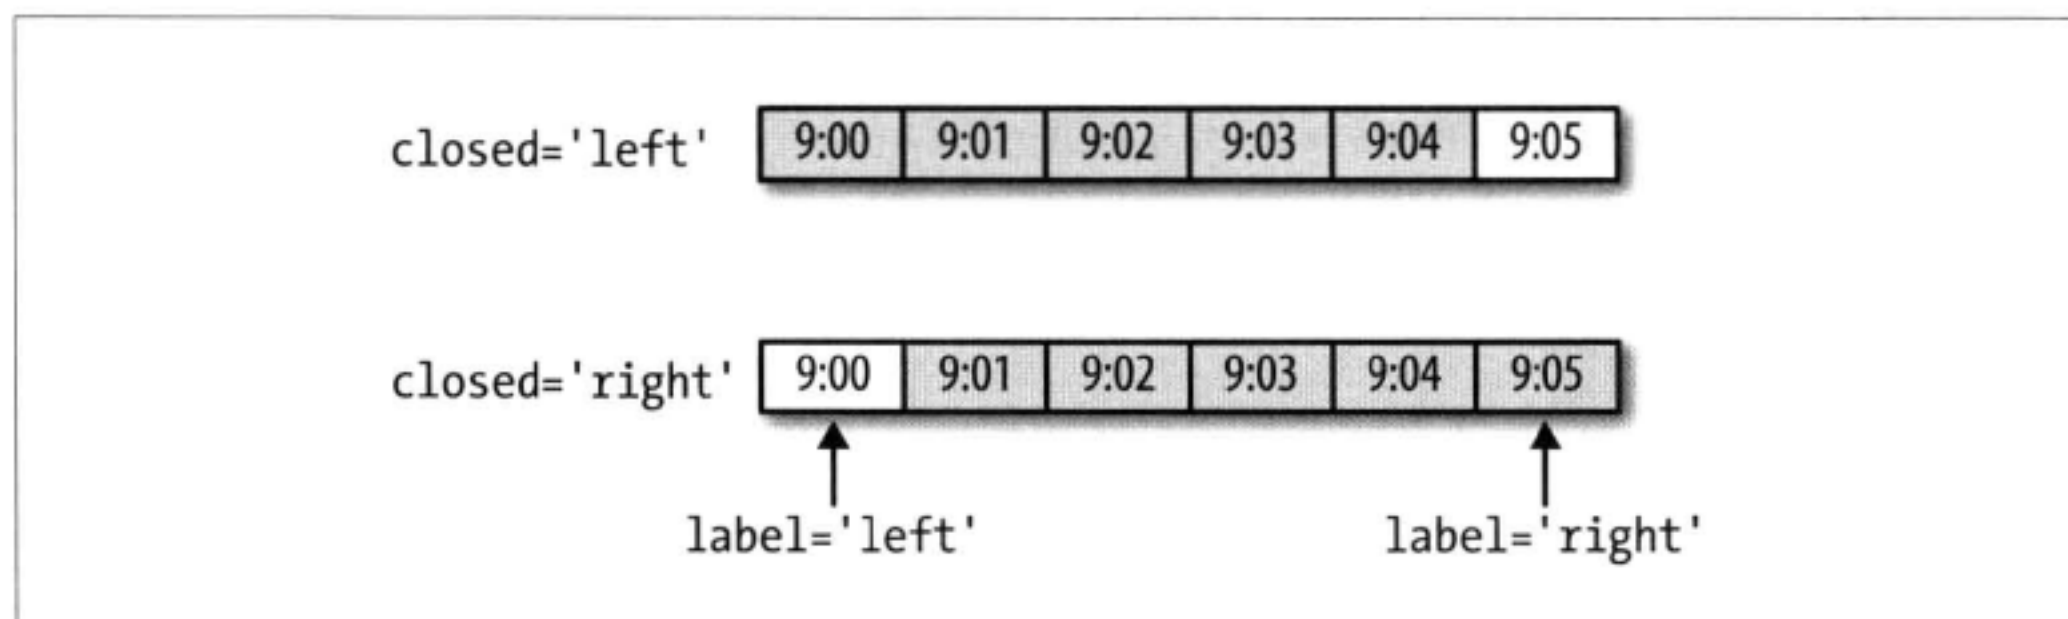 closed='left' 9:00 9:01 9:02 9:03 9:04 9:05
closed='right' 9:00 9:01 9:02 9:03 9:04 9:05
label='left' label='right'